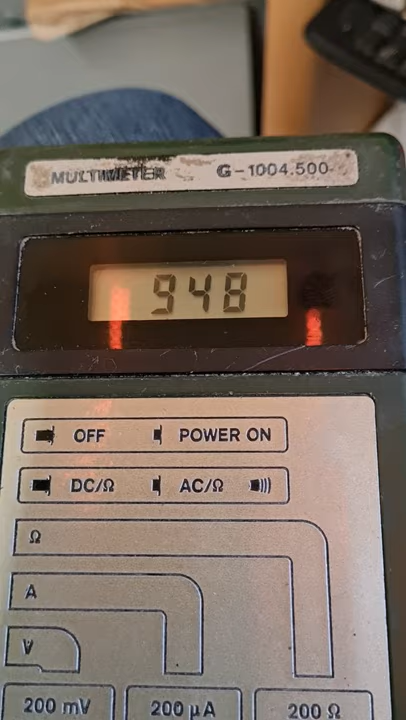 MULTIMETER G-1004.500
948
OFF POWER ON
DC/Ω AC/Ω
Ω
A
V
200 mV 200 μA 200 Ω